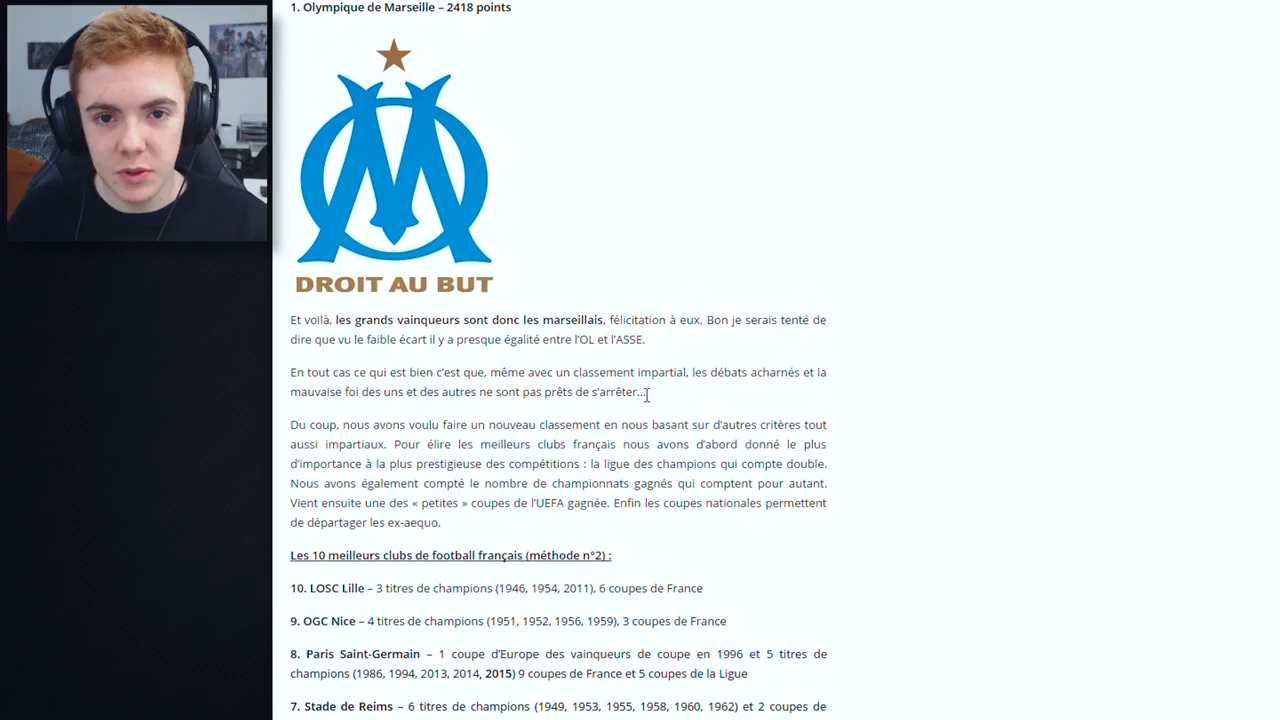 1. Olympique de Marseille – 2418 points
DROIT AU BUT
Et voilà, les grands vainqueurs sont donc les marseillais, félicitation à eux. Bon je serais tenté de
dire que vu le faible écart il y a presque égalité entre l'OL et l'ASSE.
En tout cas ce qui est bien c'est que, même avec un classement impartial, les débats acharnés et la
mauvaise foi des uns et des autres ne sont pas prêts de s'arrêter...
Du coup, nous avons voulu faire un nouveau classement en nous basant sur d'autres critères tout
aussi impartiaux. Pour élire les meilleurs clubs français nous avons d'abord donné le plus
d'importance à la plus prestigieuse des compétitions : la ligue des champions qui compte double.
Nous avons également compté le nombre de championnats gagnés qui comptent pour autant.
Vient ensuite une des « petites » coupes de l'UEFA gagnée. Enfin les coupes nationales permettent
de départager les ex-aequo.
Les 10 meilleurs clubs de football français (méthode n°2) :
10. LOSC Lille – 3 titres de champions (1946, 1954, 2011), 6 coupes de France
9. OGC Nice – 4 titres de champions (1951, 1952, 1956, 1959), 3 coupes de France
8. Paris Saint-Germain – 1 coupe d'Europe des vainqueurs de coupe en 1996 et 5 titres de
champions (1986, 1994, 2013, 2014, 2015) 9 coupes de France et 5 coupes de la Ligue
7. Stade de Reims – 6 titres de champions (1949, 1953, 1955, 1958, 1960, 1962) et 2 coupes de